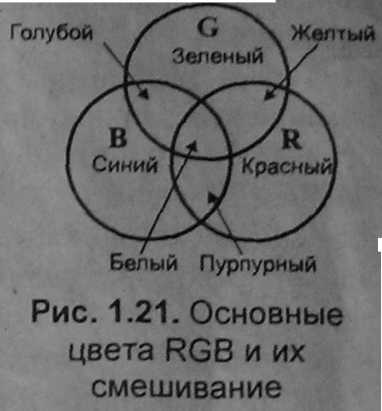 Голубой G Желтый
Зеленый
B R
Синий Красный
Белый Пурпурный
Рис. 1.21. Основные
цвета RGB и их
смешивание